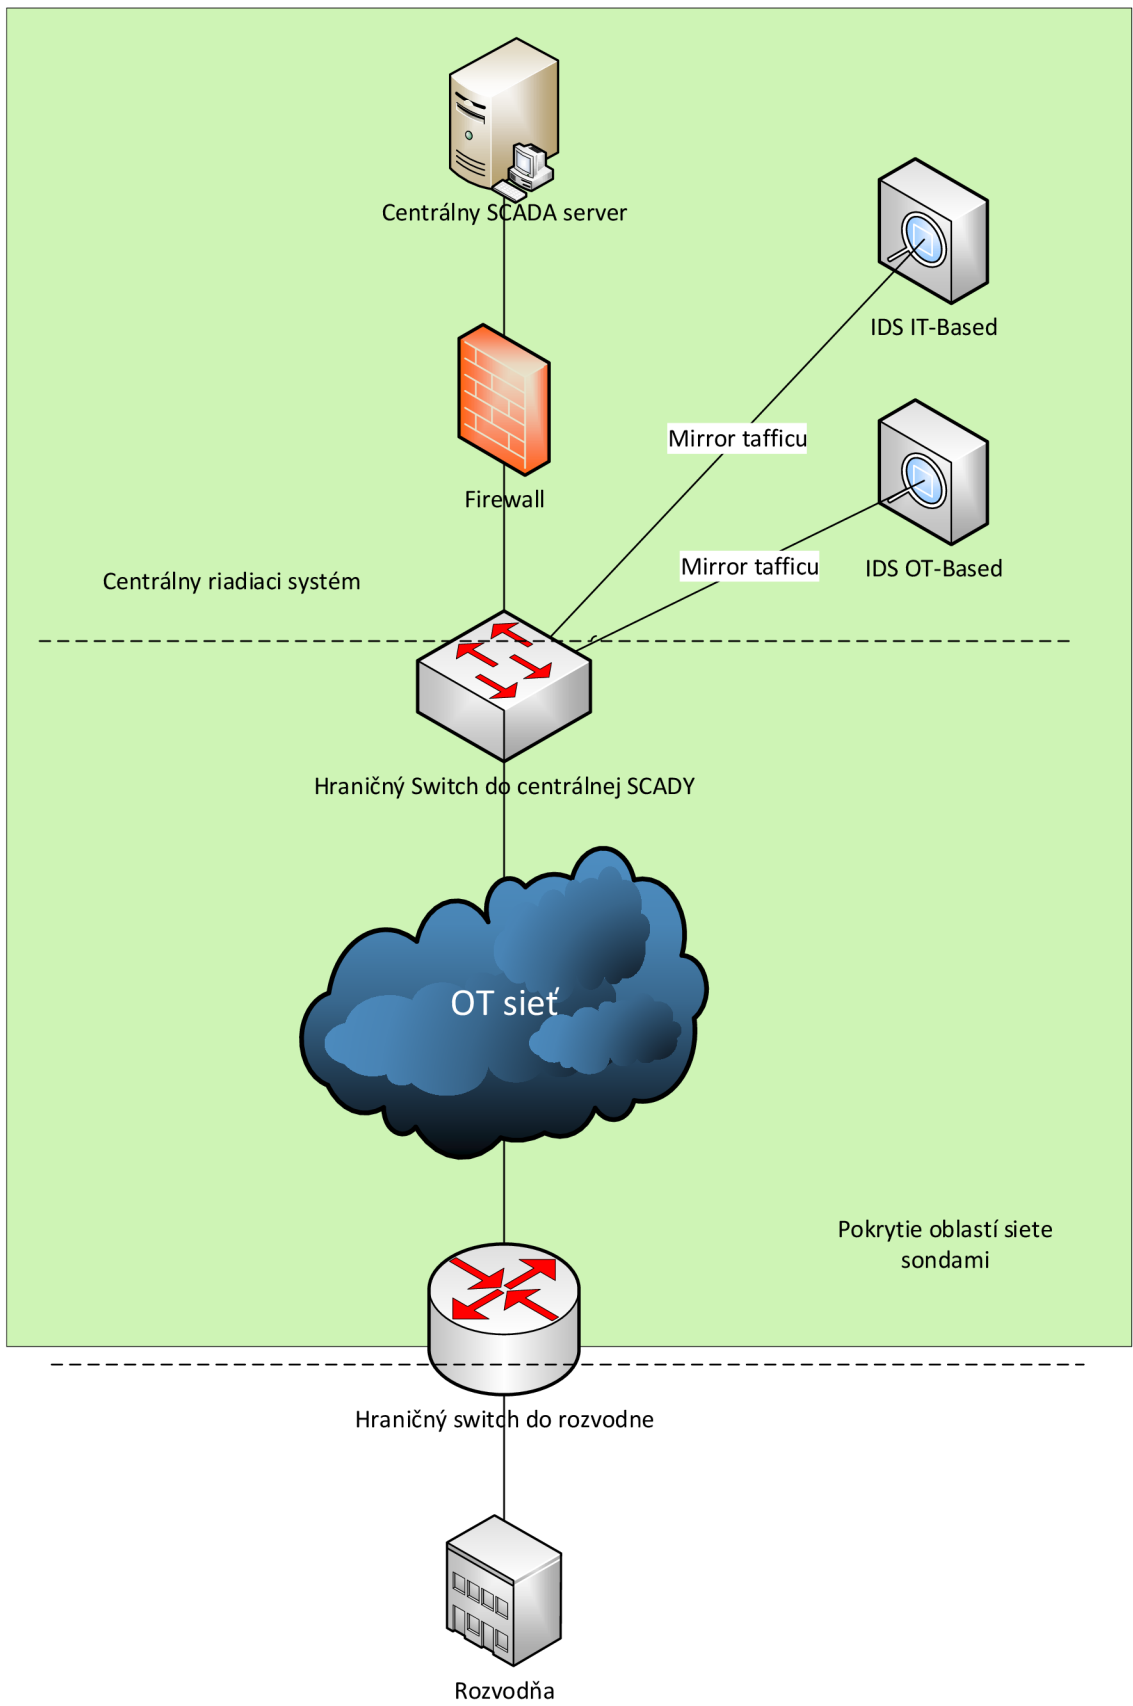 Centrálny SCADA server
IDS IT-Based
Mirror tafficu
Firewall
Mirror tafficu
IDS OT-Based
Centrálny riadiaci systém
Hraničný Switch do centrálnej SCADY
OT sieť
Pokrytie oblastí siete
sondami
Hraničný switch do rozvodne
Rozvodňa